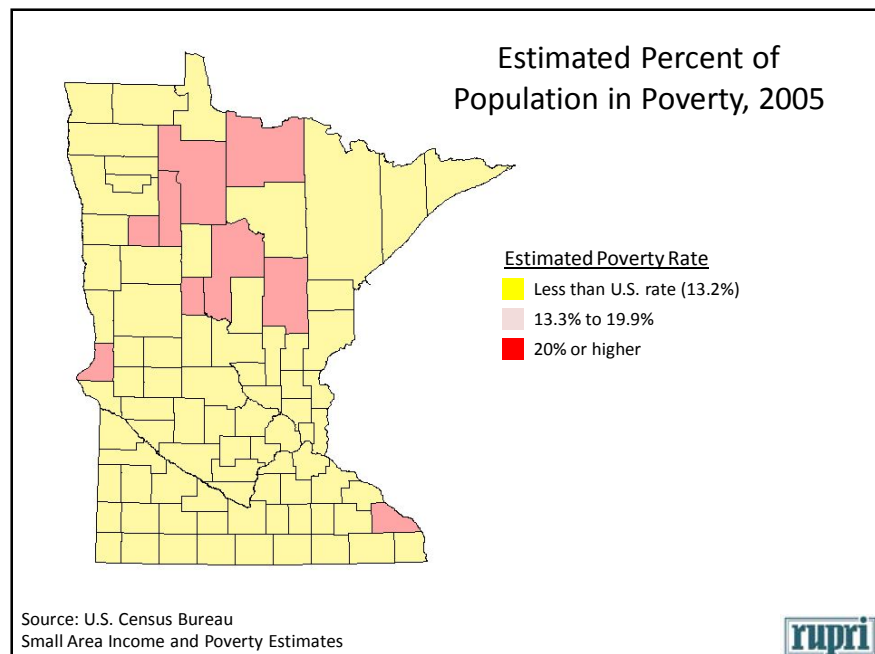 Estimated Percent of
Population in Poverty, 2005
Estimated Poverty Rate
Less than U.S. rate (13.2%)
13.3% to 19.9%
20% or higher
Source: U.S. Census Bureau
Small Area Income and Poverty Estimates
rupri